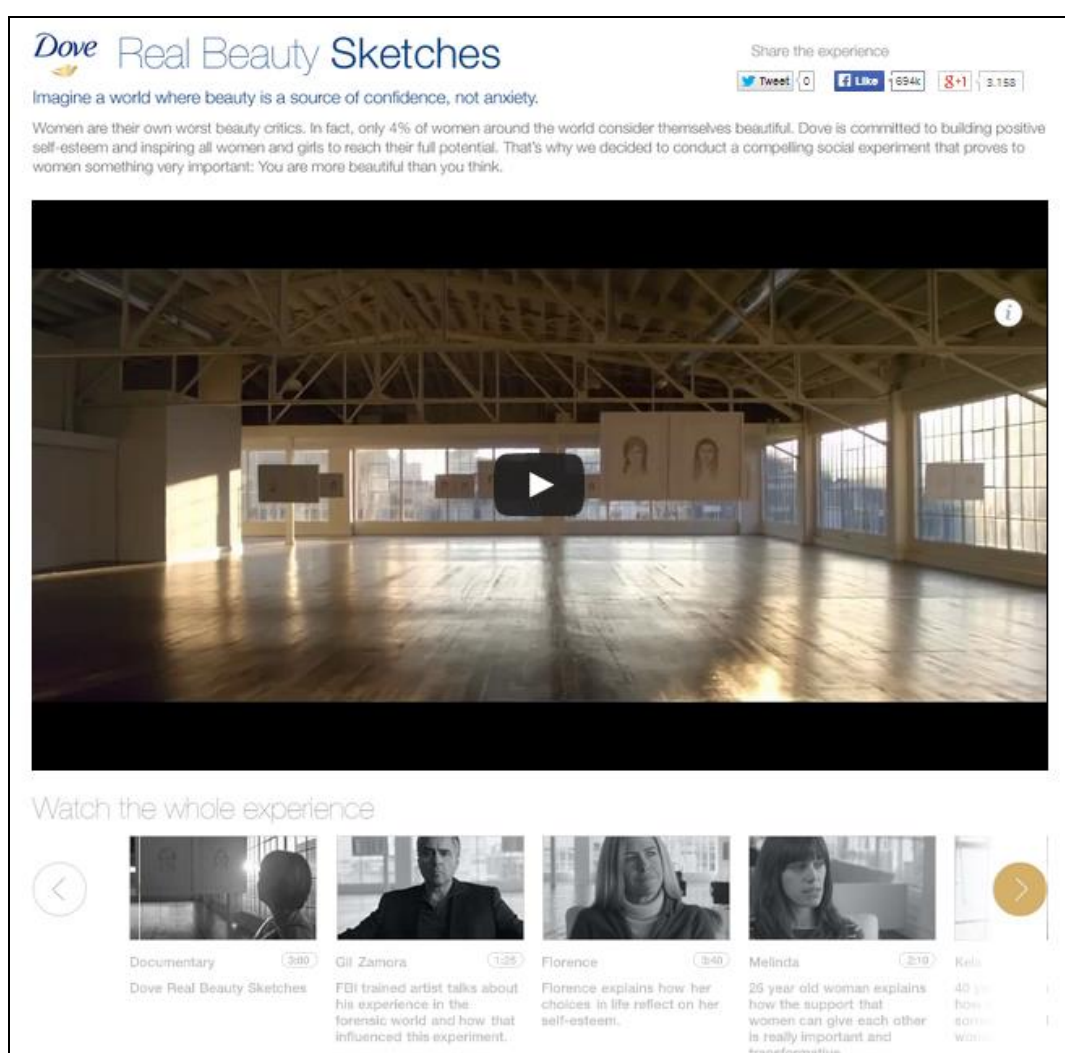 Dove Real Beauty Sketches
Share the experience
Tweet 0 Like 694k +1 3.153
Imagine a world where beauty is a source of confidence, not anxiety.
Women are their own worst beauty critics. In fact, only 4% of women around the world consider themselves beautiful. Dove is committed to building positive
self-esteem and inspiring all women and girls to reach their full potential. That's why we decided to conduct a compelling social experiment that proves to
women something very important: You are more beautiful than you think.
i
Watch the whole experience
Documentary 3:00
Dove Real Beauty Sketches
Gil Zamora 1:25
FBI trained artist talks about
his experience in the
forensic world and how that
influenced this experiment.
Florence 3:40
Florence explains how her
choices in life reflect on her
self-esteem.
Melinda 2:10
26 year old woman explains
how the support that
women can give each other
is really important and
transformative
Kela
40
how